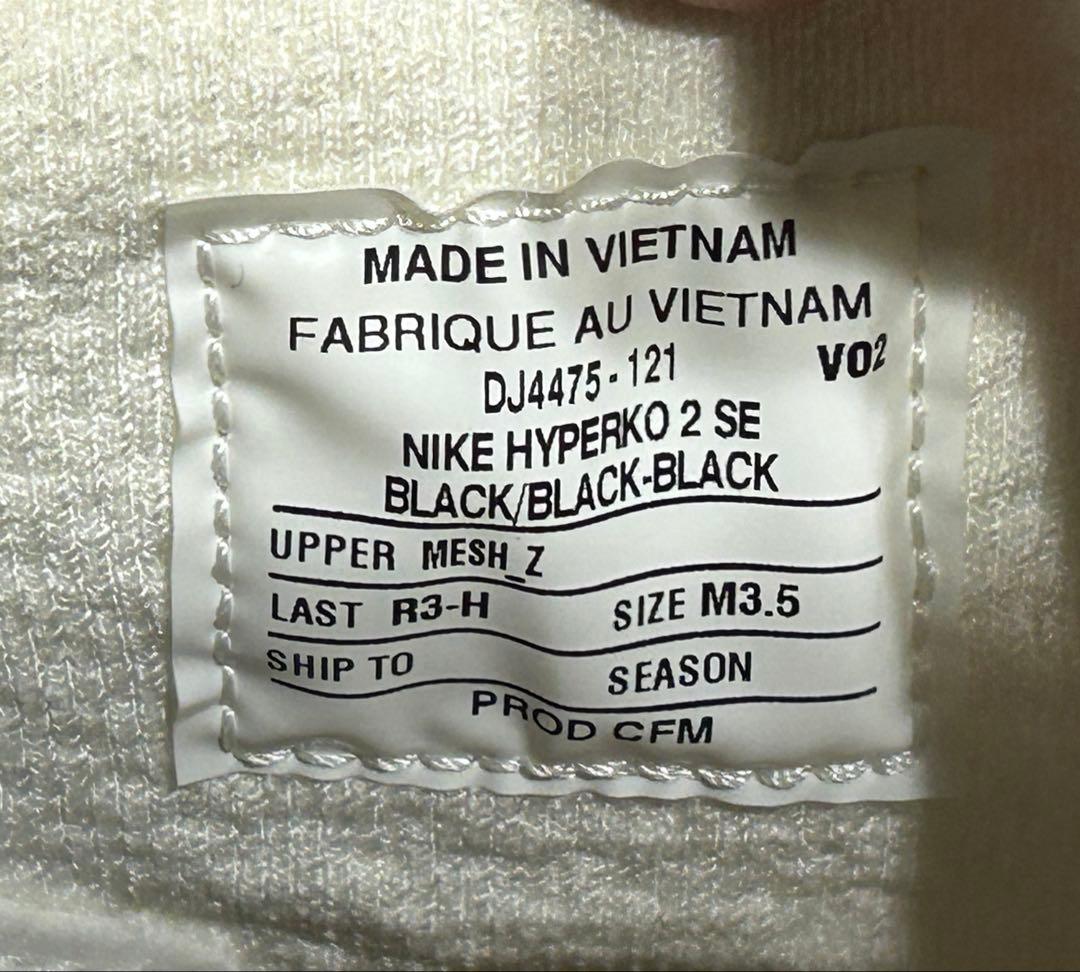 MADE IN VIETNAM
FABRIQUE AU VIETNAM
DJ4475-121 VO2
NIKE HYPERKO 2 SE
BLACK/BLACK-BLACK
UPPER MESH_Z
LAST R3-H SIZE M3.5
SHIP TO SEASON
PROD CFM